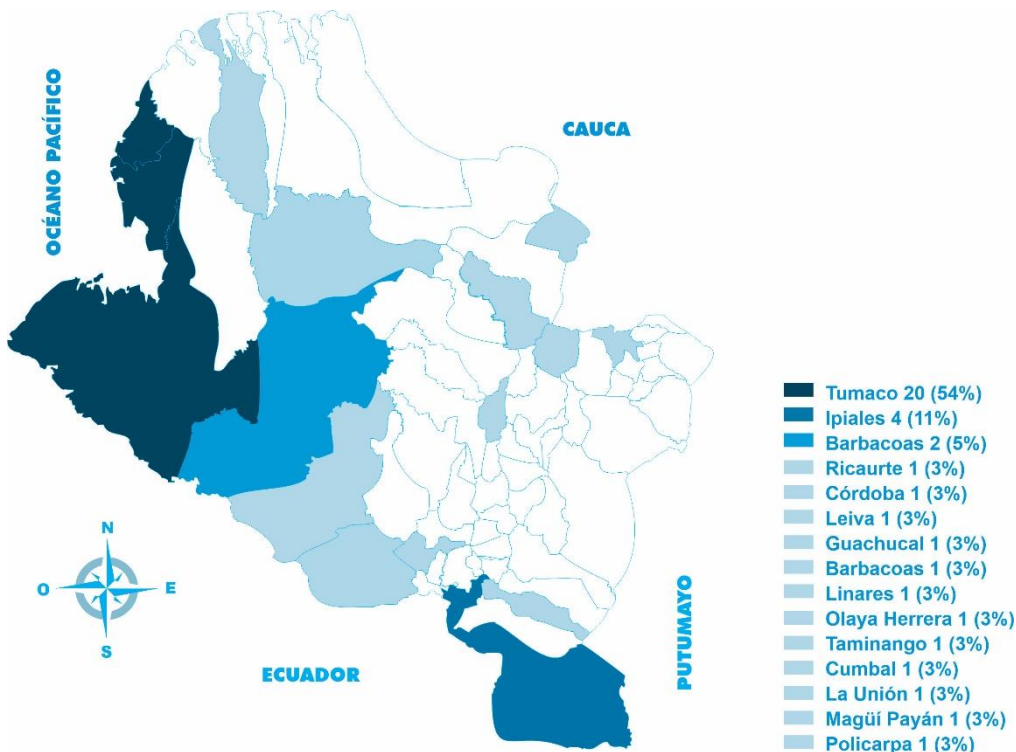 OCÉANO PACÍFICO
CAUCA
Tumaco 20 (54%)
Ipiales 4 (11%)
Barbacoas 2 (5%)
Ricaurte 1 (3%)
Córdoba 1 (3%)
Leiva 1 (3%)
Guachucal 1 (3%)
Barbacoas 1 (3%)
Linares 1 (3%)
Olaya Herrera 1 (3%)
Taminango 1 (3%)
Cumbal 1 (3%)
La Unión 1 (3%)
Magüí Payán 1 (3%)
Policarpa 1 (3%)
N
O
E
S
ECUADOR
PUTUMAYO